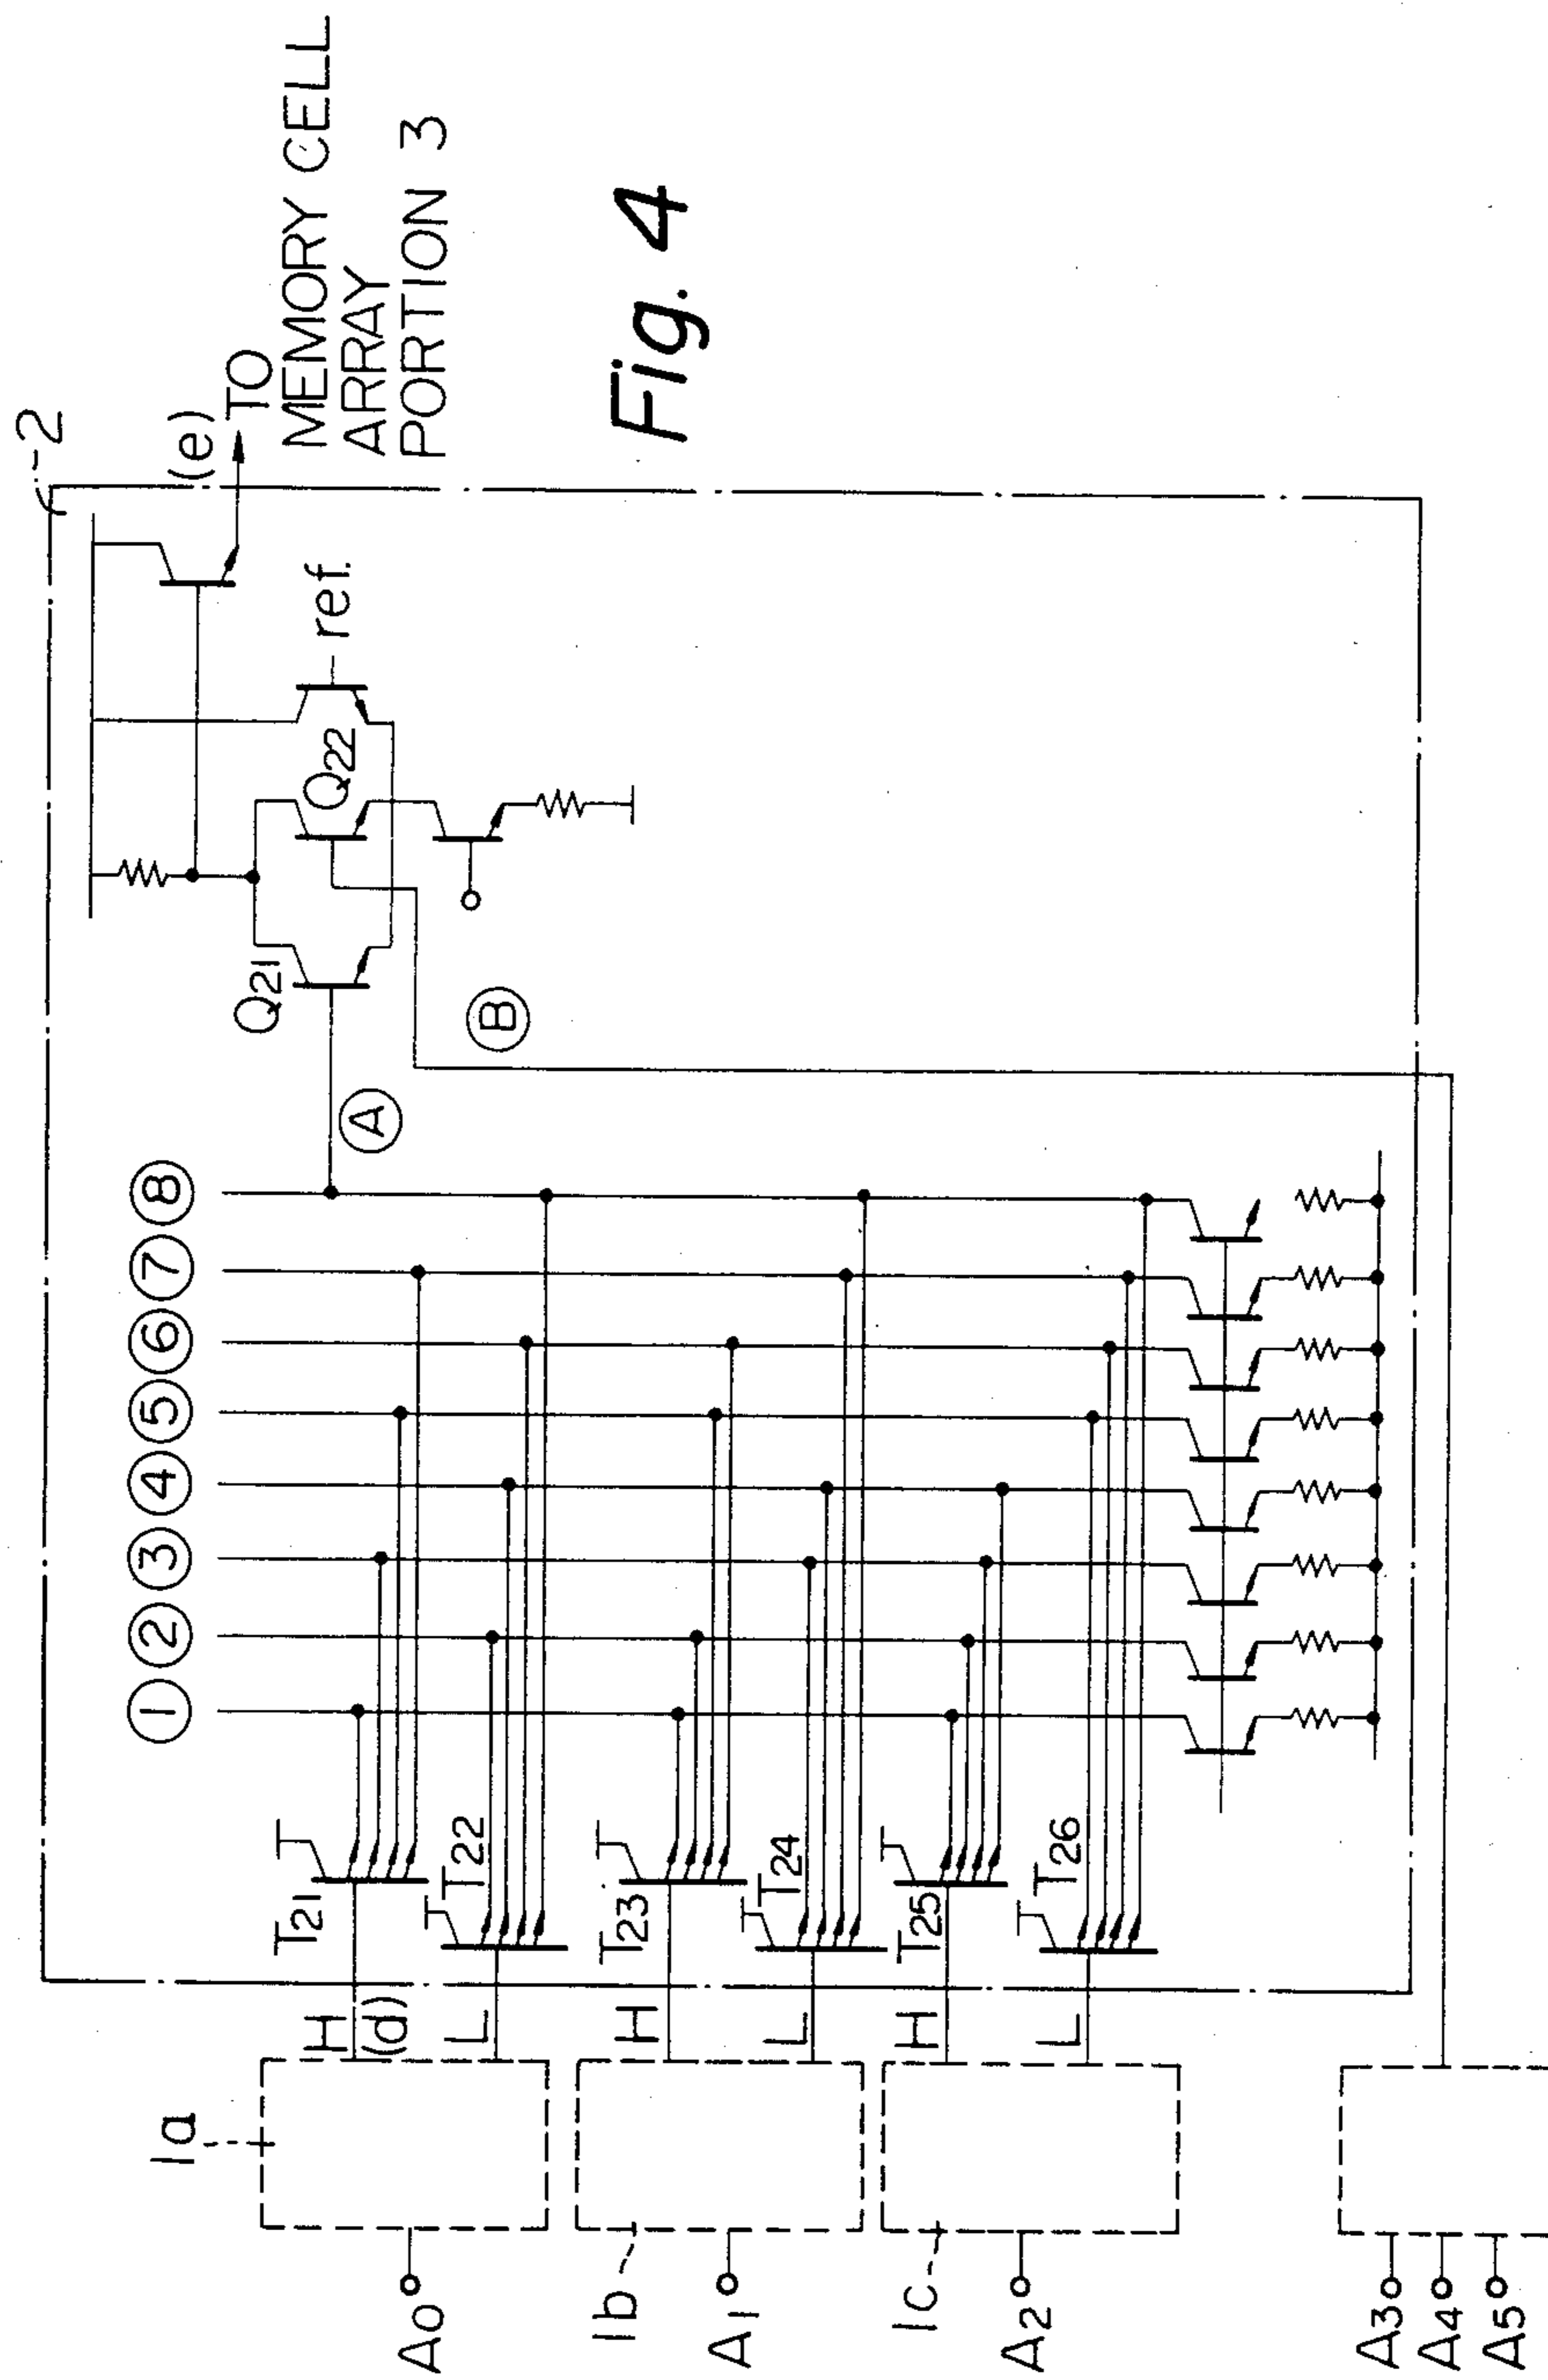 2
(e)
TO
MEMORY CELL
ARRAY
PORTION 3
Fig. 4
ref.
Q21
Q22
A
B
1
2
3
4
5
6
7
8
1a
H
(d)
L
T21
T22
A0
1b
H
L
T23
T24
A1
1c
H
L
T25
T26
A2
A3
A4
A5